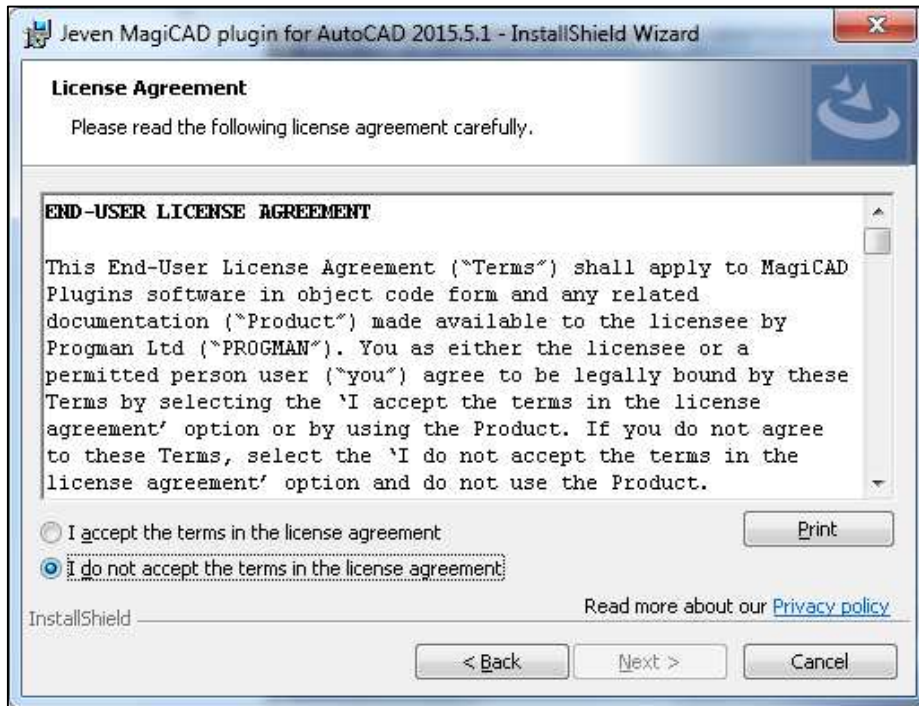 Jeven MagiCAD plugin for AutoCAD 2015.5.1 - InstallShield Wizard
License Agreement
Please read the following license agreement carefully.
END-USER LICENSE AGREEMENT
This End-User License Agreement (“Terms”) shall apply to MagiCAD
Plugins software in object code form and any related
documentation (“Product”) made available to the licensee by
Progman Ltd (“PROGMAN”). You as either the licensee or a
permitted person user (“you”) agree to be legally bound by these
Terms by selecting the ‘I accept the terms in the license
agreement’ option or by using the Product. If you do not agree
to these Terms, select the ‘I do not accept the terms in the
license agreement’ option and do not use the Product.
I accept the terms in the license agreement
Print
I do not accept the terms in the license agreement
Read more about our Privacy policy
InstallShield
< Back
Next >
Cancel